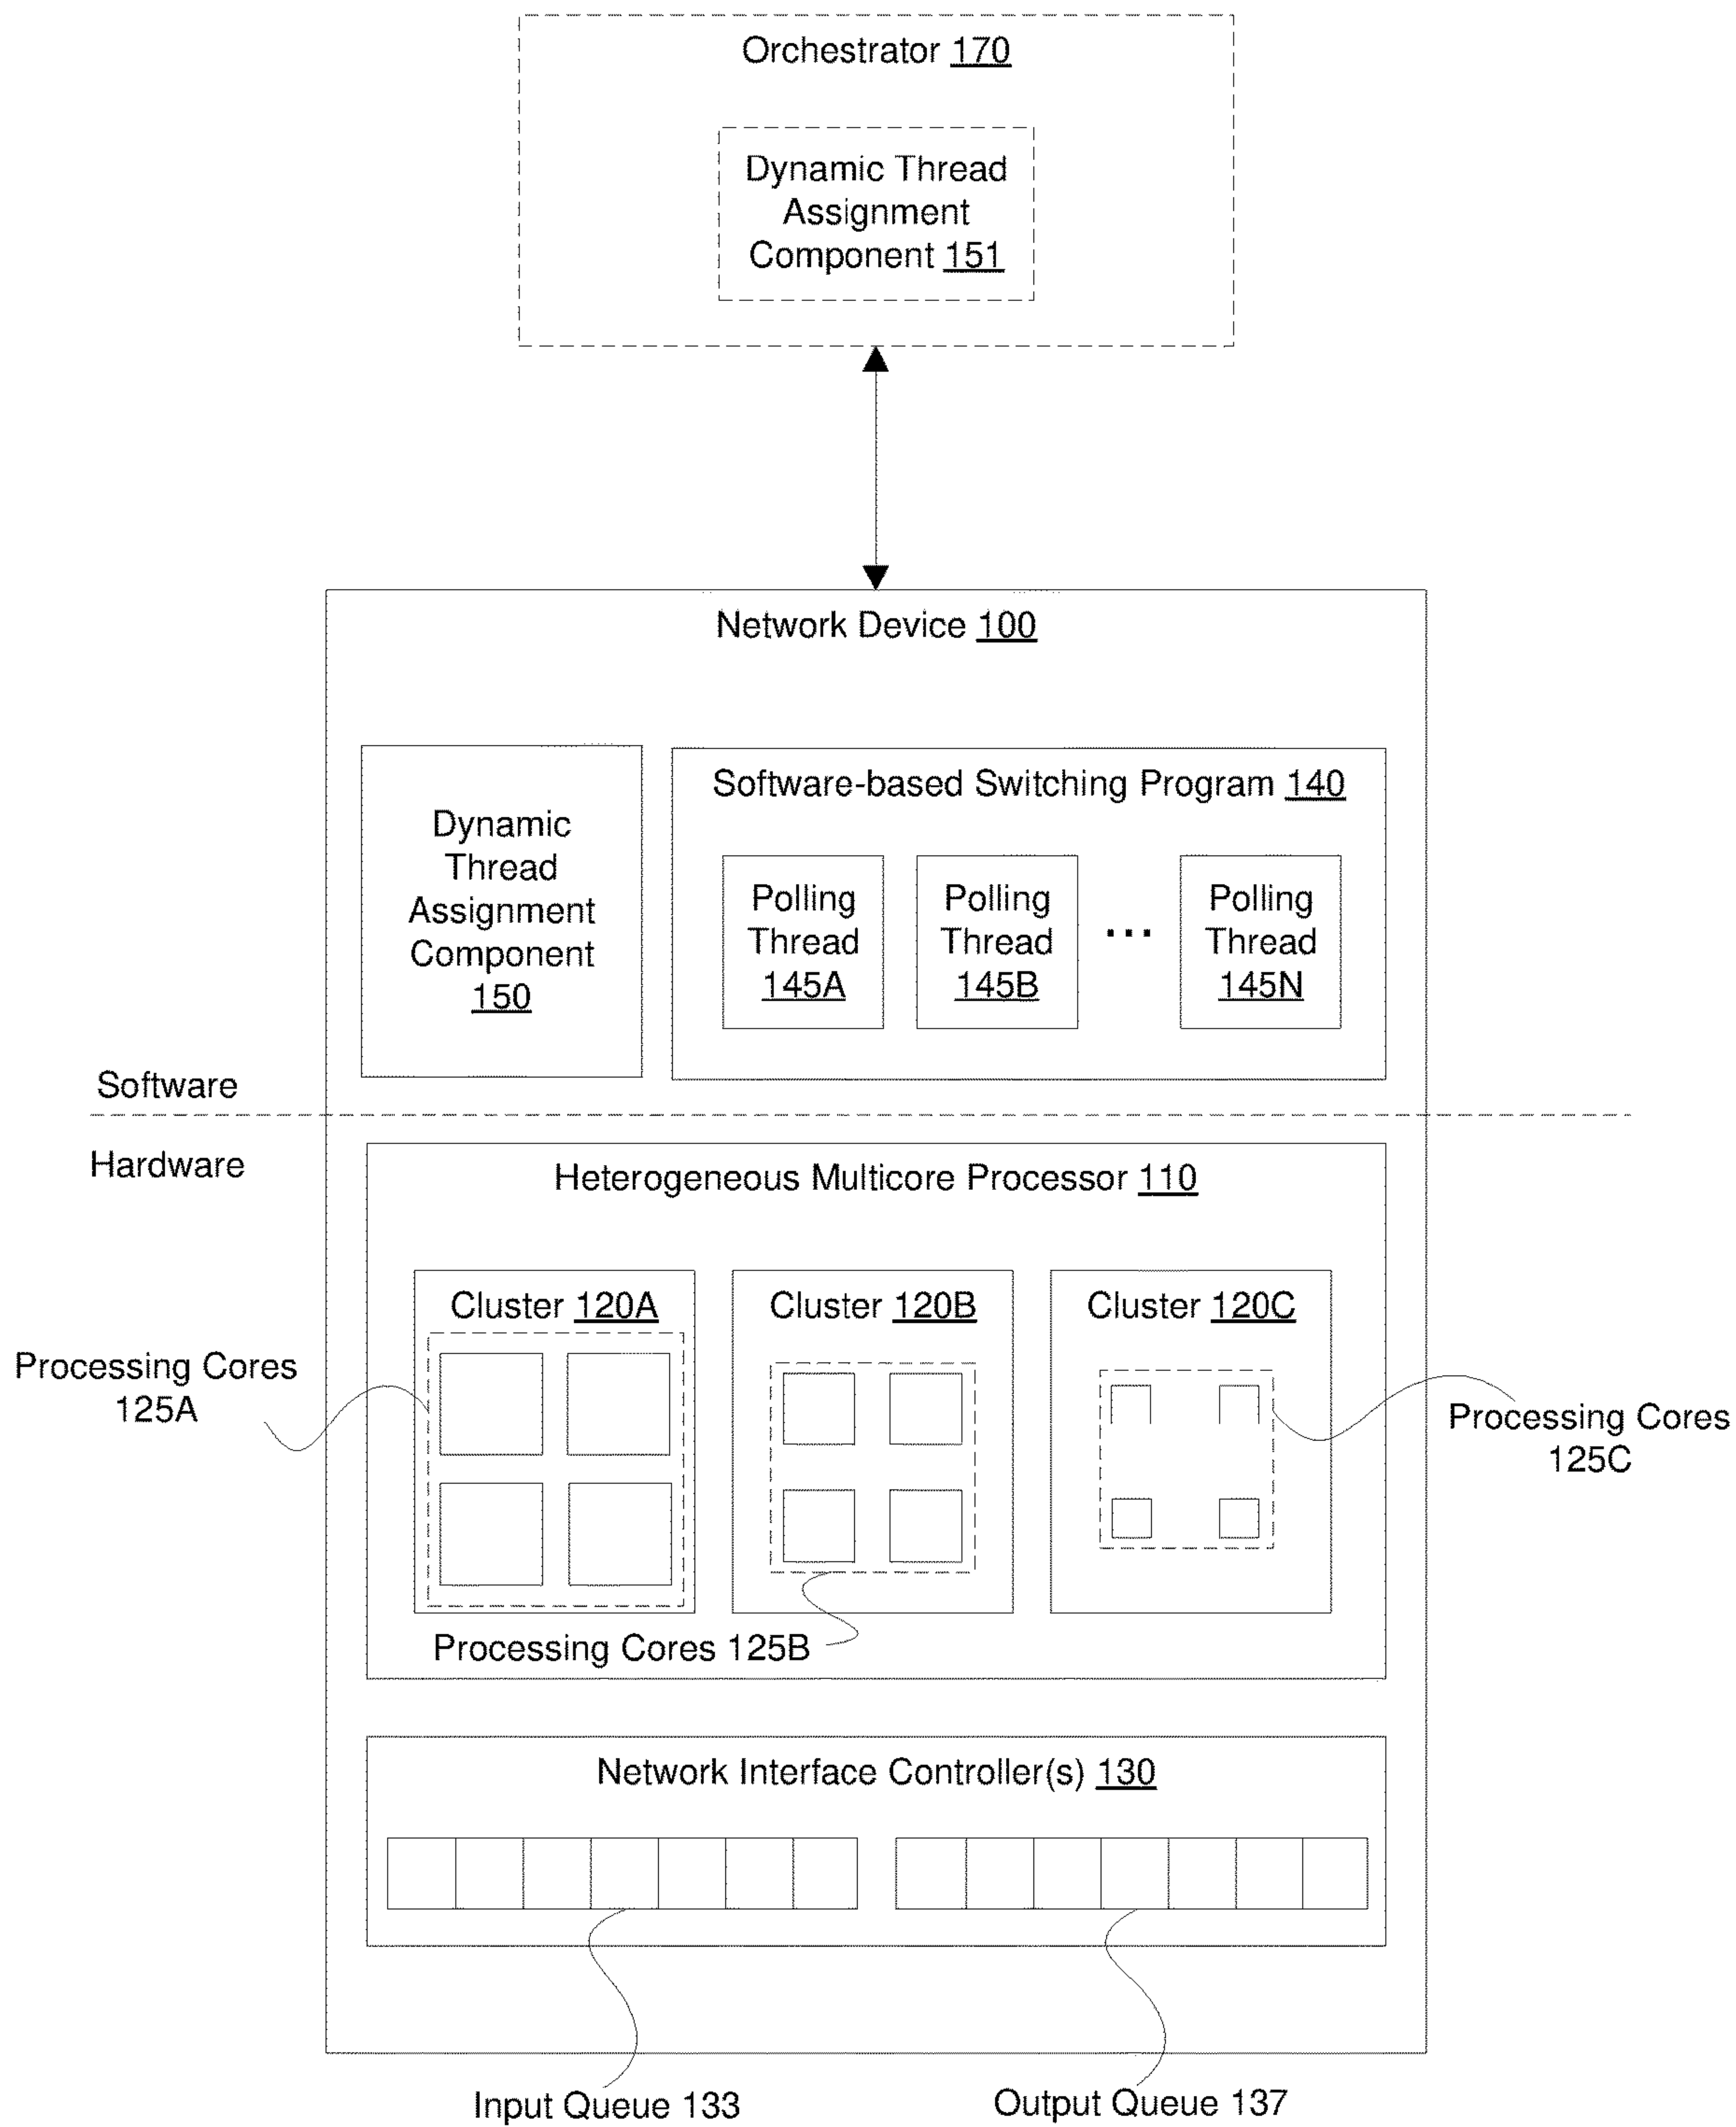 Orchestrator 170
Dynamic Thread
Assignment
Component 151
Network Device 100
Dynamic
Thread
Assignment
Component
150
Software-based Switching Program 140
Polling
Thread
145A
Polling
Thread
145B
...
Polling
Thread
145N
Software
Hardware
Heterogeneous Multicore Processor 110
Cluster 120A
Cluster 120B
Cluster 120C
Processing Cores
125A
Processing Cores
125C
Processing Cores 125B
Network Interface Controller(s) 130
Input Queue 133
Output Queue 137